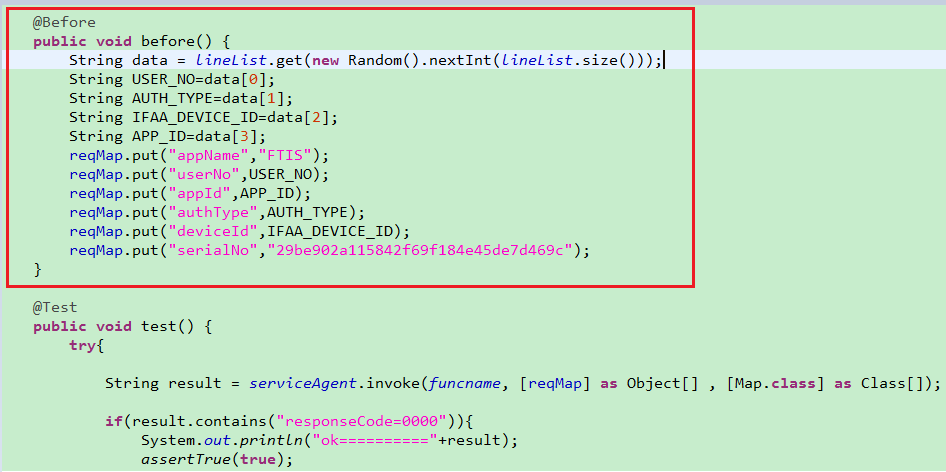 @Before
public void before() {
String data = lineList.get(new Random().nextInt(lineList.size()));
String USER_NO=data[0];
String AUTH_TYPE=data[1];
String IFAA_DEVICE_ID=data[2];
String APP_ID=data[3];
reqMap.put("appName","FTIS");
reqMap.put("userNo",USER_NO);
reqMap.put("appId",APP_ID);
reqMap.put("authType",AUTH_TYPE);
reqMap.put("deviceId",IFAA_DEVICE_ID);
reqMap.put("serialNo","29be902a115842f69f184e45de7d469c");
}
@Test
public void test() {
try{
String result = serviceAgent.invoke(funcname, [reqMap] as Object[] , [Map.class] as Class[]);
if(result.contains("responseCode=0000")){
System.out.println("ok=========="+result);
assertTrue(true);